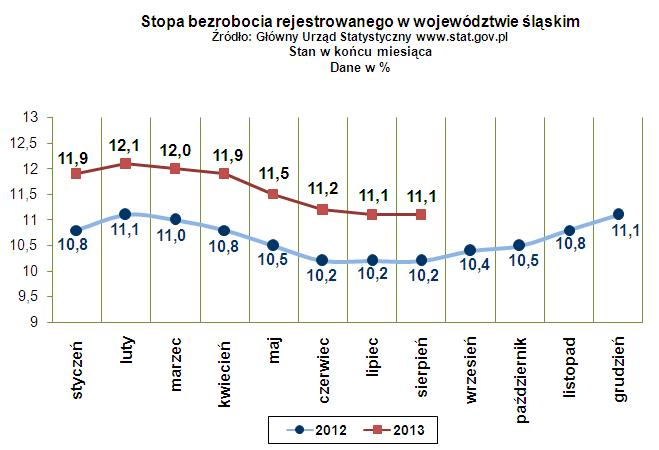 Stopa bezrobocia rejestrowanego w województwie śląskim
Źródło: Główny Urząd Statystyczny www.stat.gov.pl
Stan w końcu miesiąca
Dane w %
13
12,5
12
11,5
11
10,5
10
9,5
9
11,9 12,1 12,0 11,9 11,5 11,2 11,1 11,1
10,8 11,1 11,0 10,8 10,5 10,2 10,2 10,2 10,4 10,5 10,8 11,1
styczeń
luty
marzec
kwiecień
maj
czerwiec
lipiec
sierpień
wrzesień
październik
listopad
grudzień
2012 2013